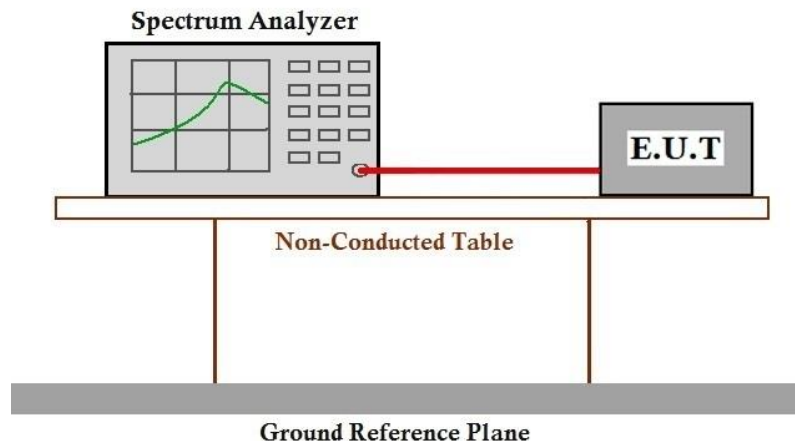 Spectrum Analyzer
E.U.T
Non-Conducted Table
Ground Reference Plane